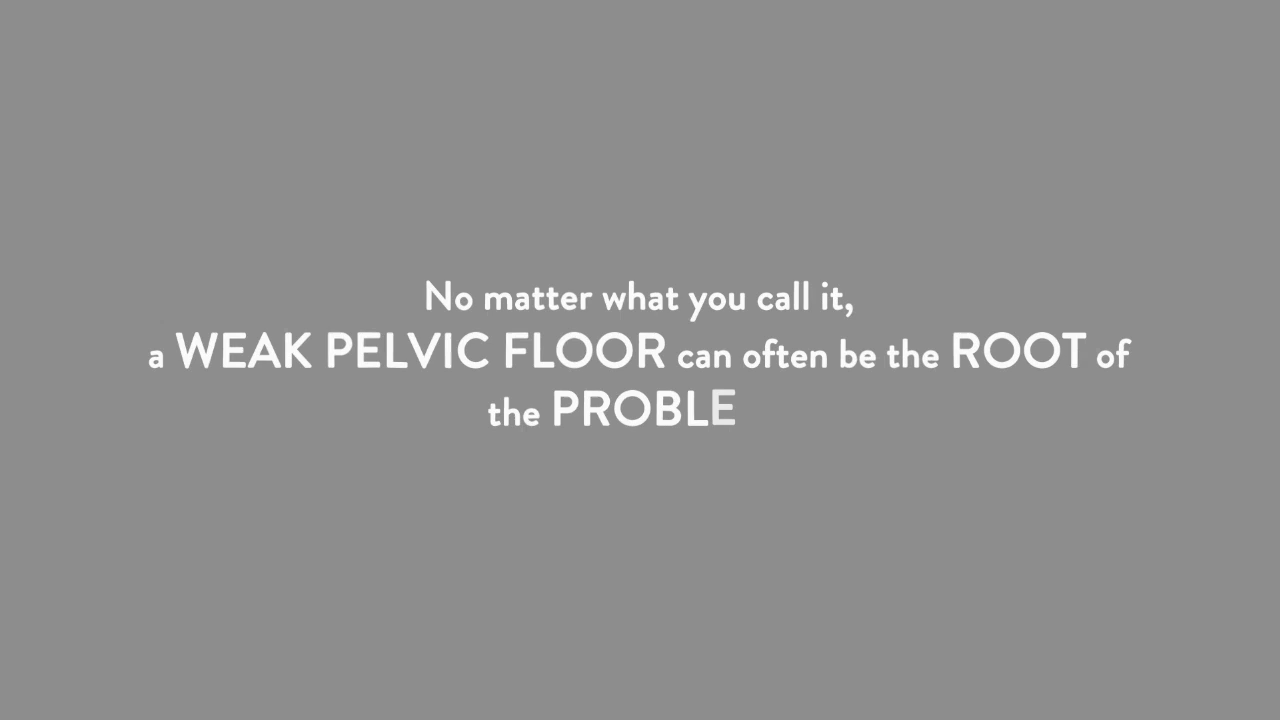 No matter what you call it,
a WEAK PELVIC FLOOR can often be the ROOT of
the PROBLE